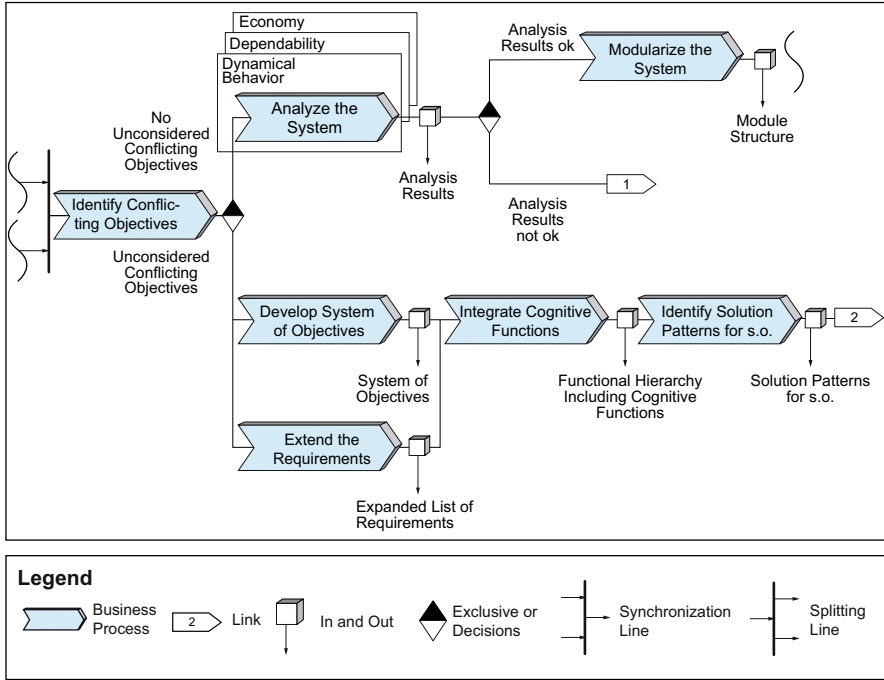 Economy
Dependability
Dynamical
Behavior
Analyze the
System
Analysis
Results
Analysis
Results ok
Modularize the
System
Module
Structure
No
Unconsidered
Conflicting
Objectives
Identify Conflic-
ting Objectives
Unconsidered
Conflicting
Objectives
1
Analysis
Results
not ok
Develop System
of Objectives
System of
Objectives
Integrate Cognitive
Functions
Functional Hierarchy
Including Cognitive
Functions
Identify Solution
Patterns for s.o.
Solution Patterns
for s.o.
2
Extend the
Requirements
Expanded List of
Requirements
Legend
Business
Process
2
Link
In and Out
Exclusive or
Decisions
Synchronization
Line
Splitting
Line